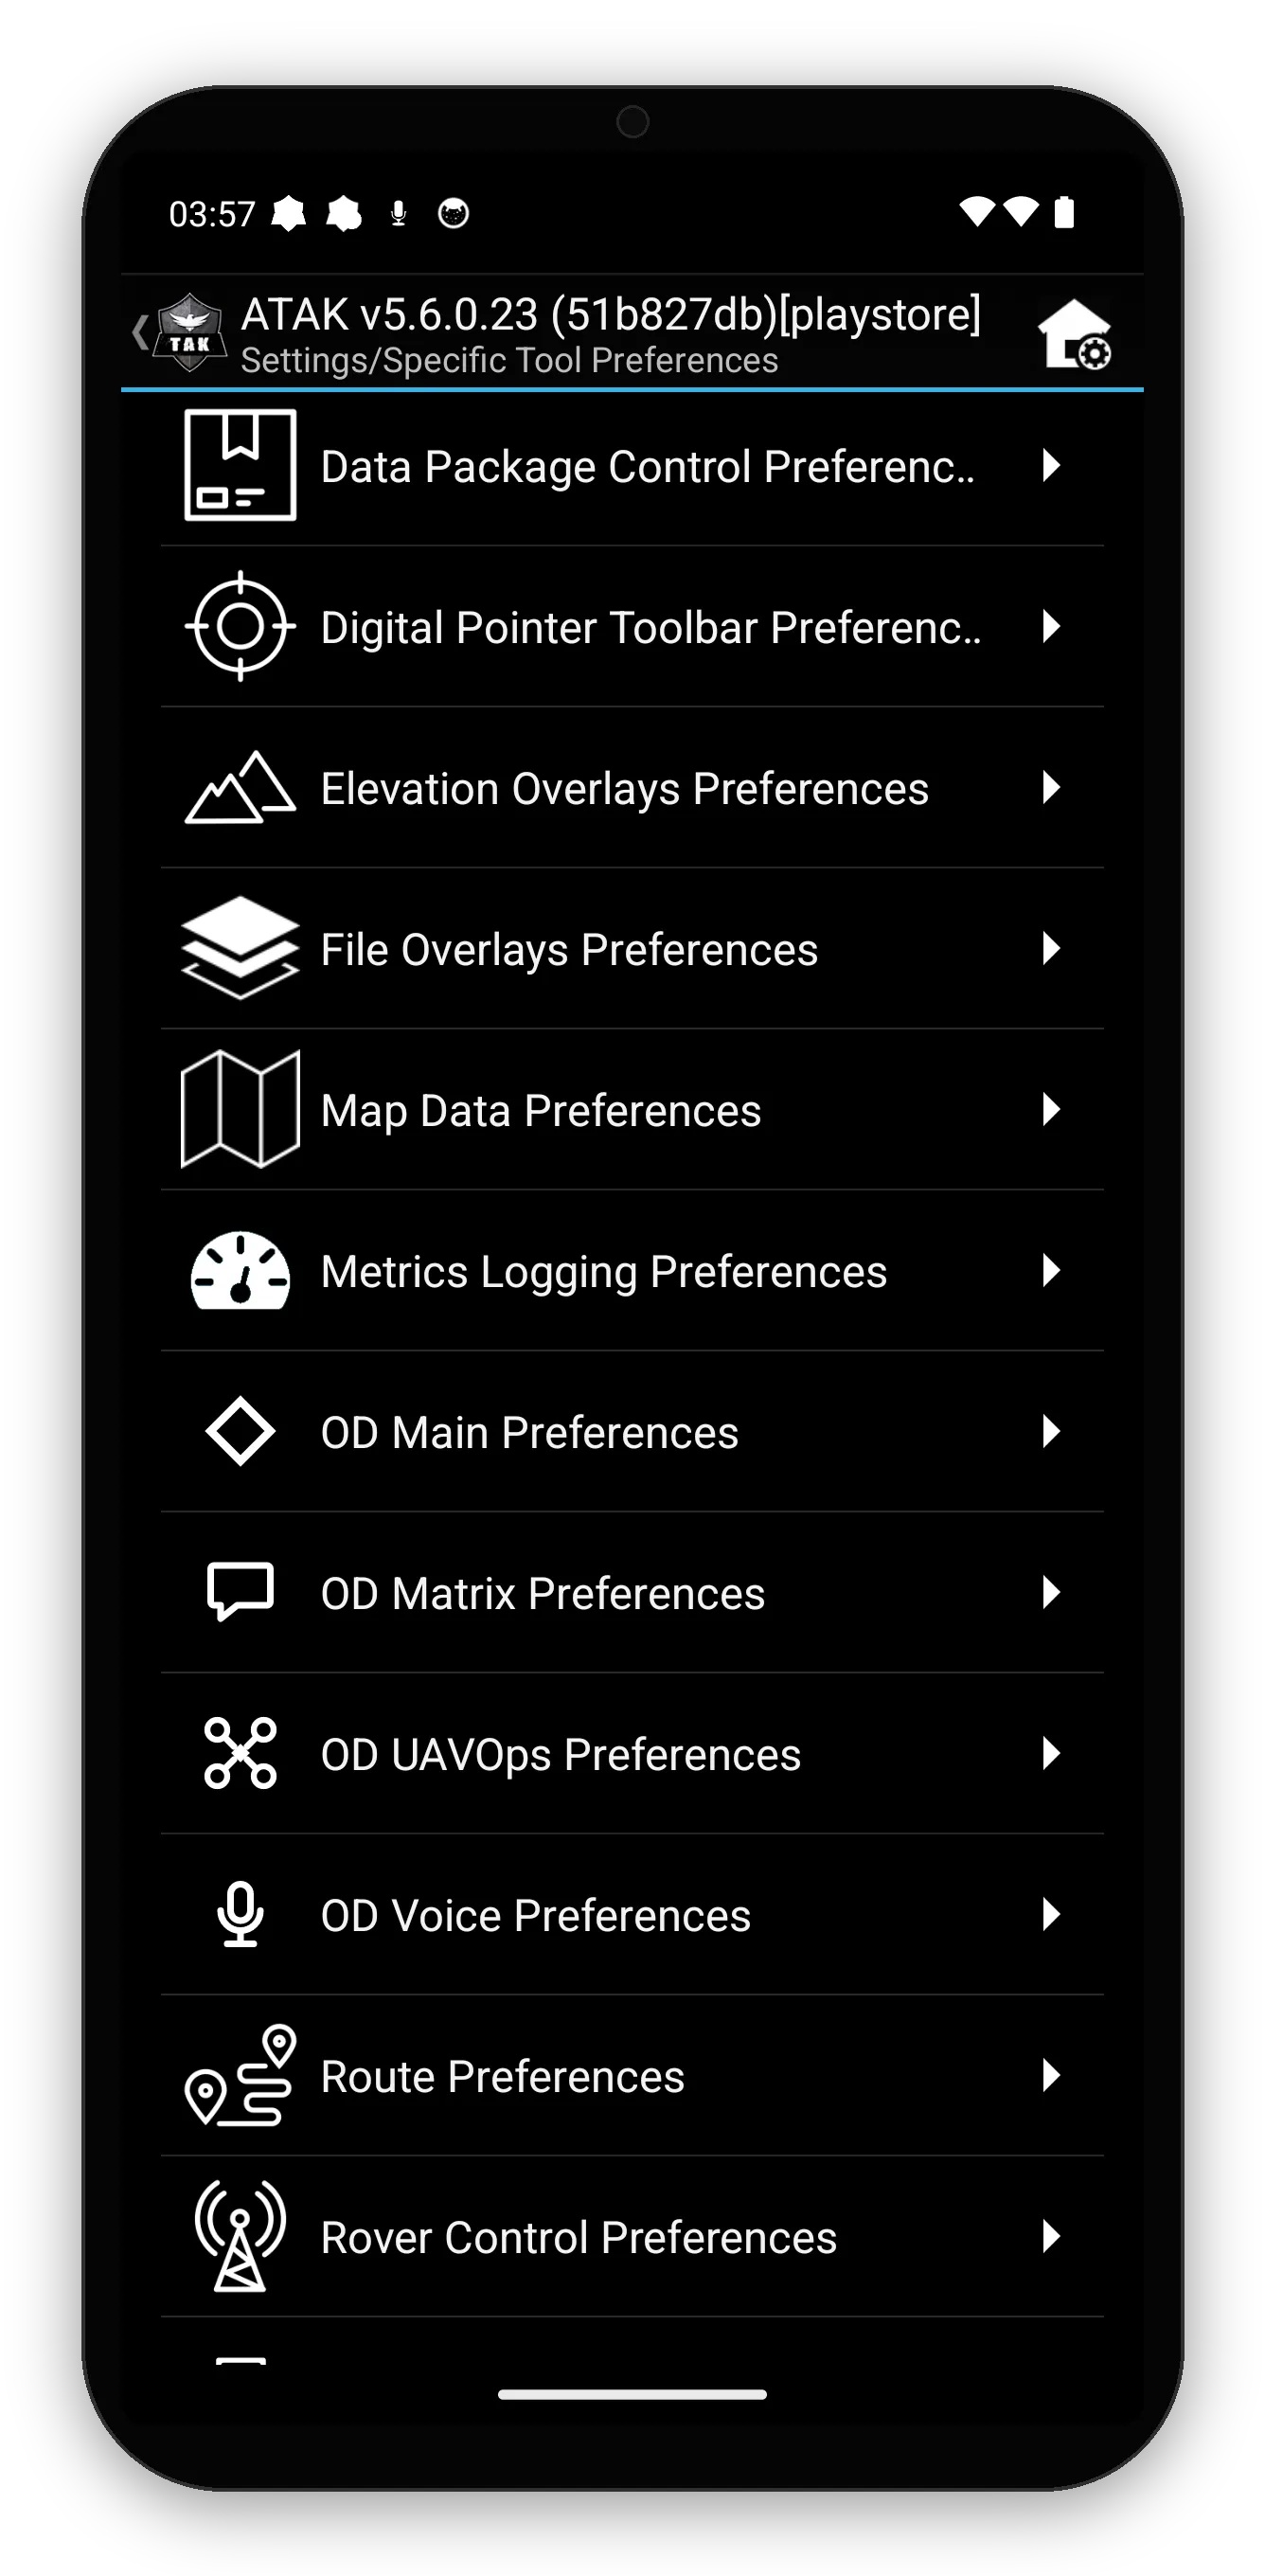 03:57
ATAK v5.6.0.23 (51b827db)[playstore]
TAK
Settings/Specific Tool Preferences
Data Package Control Preferenc..
Digital Pointer Toolbar Preferenc..
Elevation Overlays Preferences
File Overlays Preferences
Map Data Preferences
Metrics Logging Preferences
OD Main Preferences
OD Matrix Preferences
OD UAVOps Preferences
OD Voice Preferences
Route Preferences
Rover Control Preferences